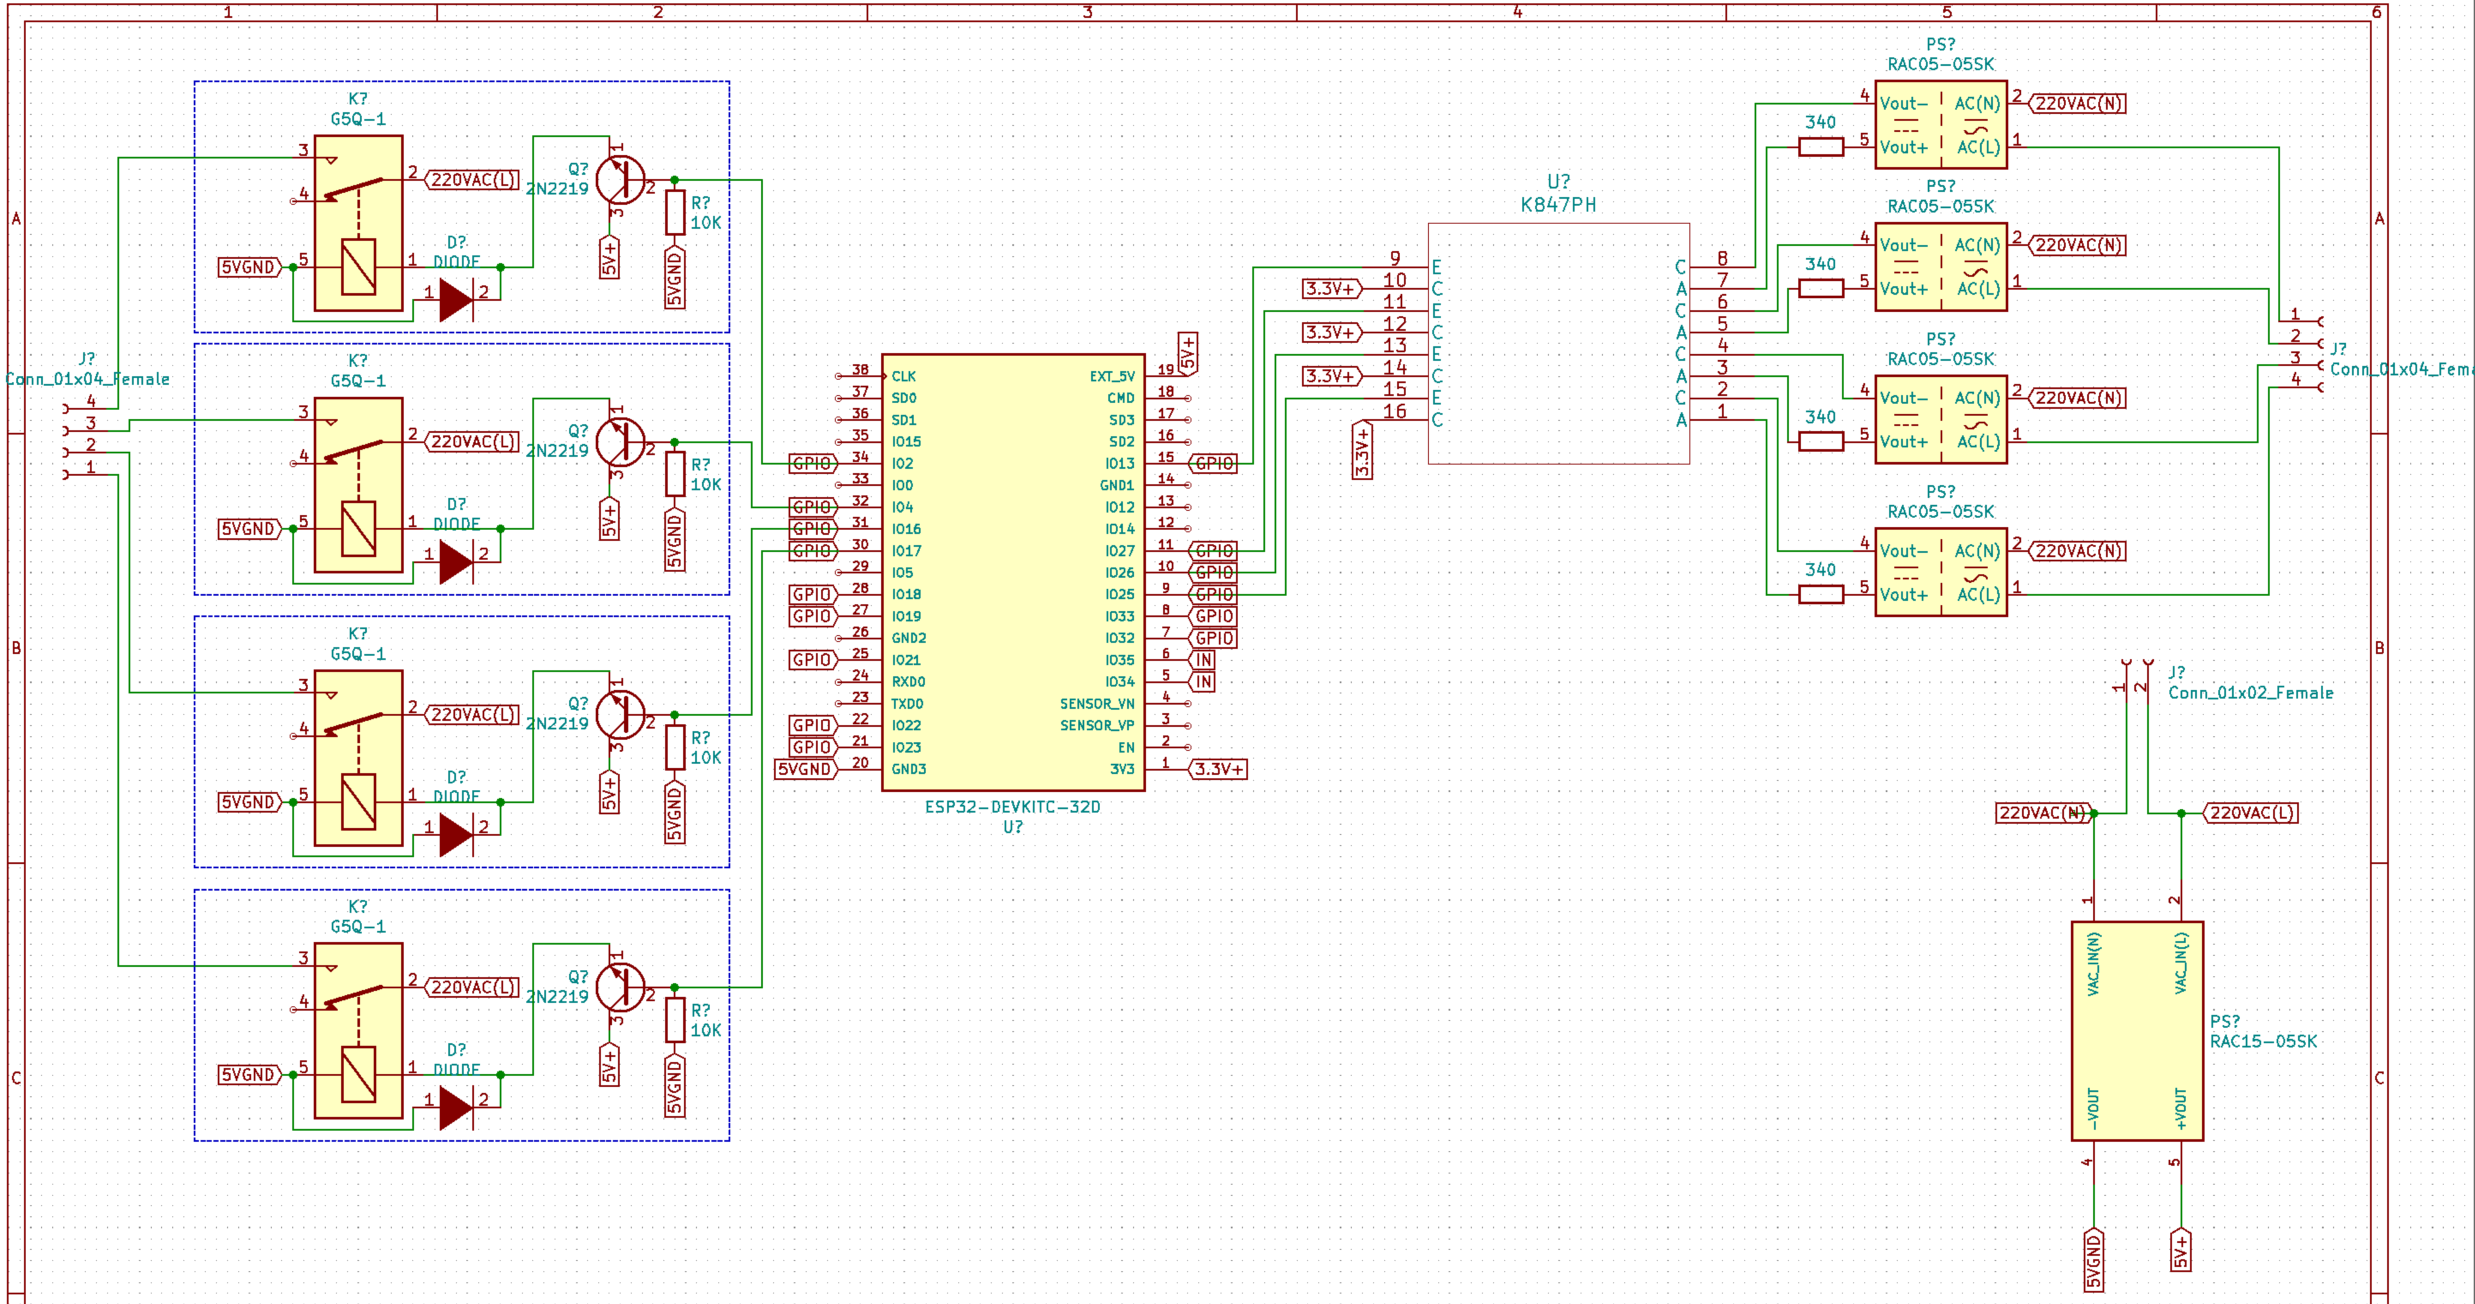 1 2 3 4 5 6
A
B
C
A
B
C
K?
G5Q-1
3
4
2
220VAC(L)
5VGND
5
1
D?
DIODE
1
2
Q?
2N2219
1
2
3
5V+
R?
10K
5VGND
K?
G5Q-1
3
4
2
220VAC(L)
5VGND
5
1
D?
DIODE
1
2
Q?
2N2219
1
2
3
5V+
R?
10K
5VGND
K?
G5Q-1
3
4
2
220VAC(L)
5VGND
5
1
D?
DIODE
1
2
Q?
2N2219
1
2
3
5V+
R?
10K
5VGND
K?
G5Q-1
3
4
2
220VAC(L)
5VGND
5
1
D?
DIODE
1
2
Q?
2N2219
1
2
3
5V+
R?
10K
5VGND
J?
Conn_01x04_Female
4
3
2
1
38 CLK
37 SD0
36 SD1
35 IO15
GPIO 34 IO2
33 IO0
GPIO 32 IO4
GPIO 31 IO16
GPIO 30 IO17
29 IO5
GPIO 28 IO18
GPIO 27 IO19
26 GND2
GPIO 25 IO21
24 RXD0
23 TXD0
GPIO 22 IO22
GPIO 21 IO23
5VGND 20 GND3
5V+
EXT_5V 19
CMD 18
SD3 17
SD2 16
IO13 15 GPIO
GND1 14
IO12 13
IO14 12
IO27 11 GPIO
IO26 10 GPIO
IO25 9 GPIO
IO33 8 GPIO
IO32 7 GPIO
IO35 6 IN
IO34 5 IN
SENSOR_VN 4
SENSOR_VP 3
EN 2
3V3 1 3.3V+
ESP32-DEVKITC-32D
U?
U?
K847PH
9 E
3.3V+ 10 C
11 E
3.3V+ 12 C
13 E
3.3V+ 14 C
15 E
16 C
3.3V+
C 8
A 7
C 6
A 5
C 4
A 3
C 2
A 1
PS?
RAC05-05SK
4 Vout- AC(N) 2 220VAC(N)
340
5 Vout+ AC(L) 1
PS?
RAC05-05SK
4 Vout- AC(N) 2 220VAC(N)
340
5 Vout+ AC(L) 1
PS?
RAC05-05SK
4 Vout- AC(N) 2 220VAC(N)
340
5 Vout+ AC(L) 1
PS?
RAC05-05SK
4 Vout- AC(N) 2 220VAC(N)
340
5 Vout+ AC(L) 1
1
2
3
4
J?
Conn_01x04_Fema
J?
Conn_01x02_Female
1
2
220VAC(N)
220VAC(L)
1
2
VAC_IN(N)
VAC_IN(L)
PS?
RAC15-05SK
-VOUT
+VOUT
4
5
5VGND
5V+